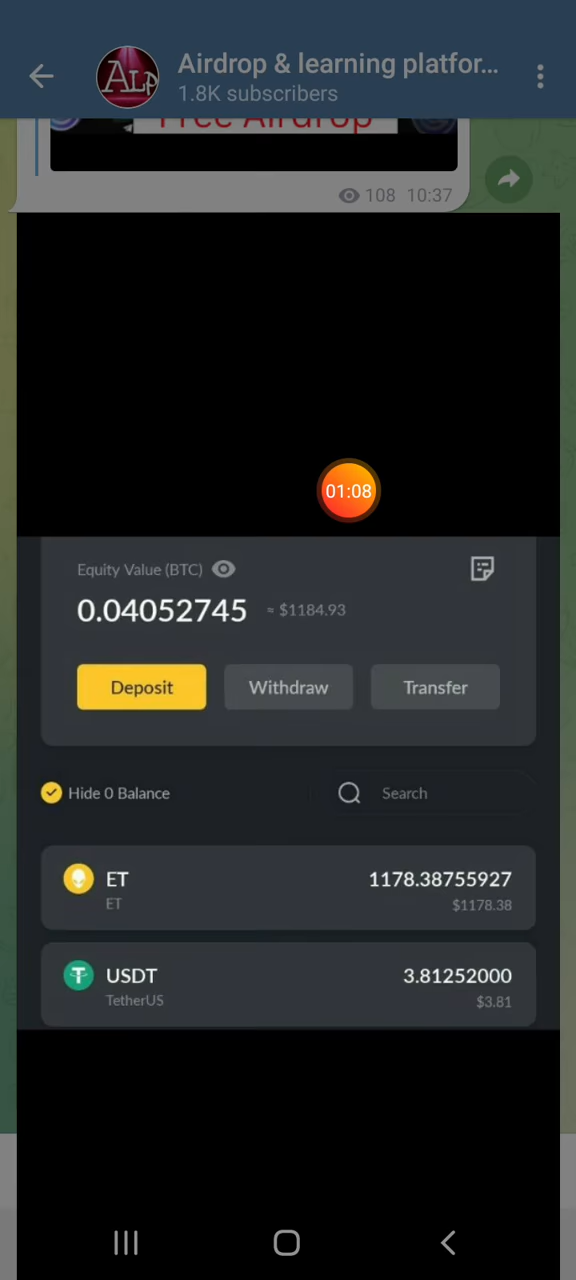 ALP
Airdrop & learning platfor...
1.8K subscribers
Free Airdrop
108 10:37
01:08
Equity Value (BTC)
0.04052745 ≈ $1184.93
Deposit Withdraw Transfer
Hide 0 Balance Search
ET 1178.38755927
ET $1178.38
USDT 3.81252000
TetherUS $3.81